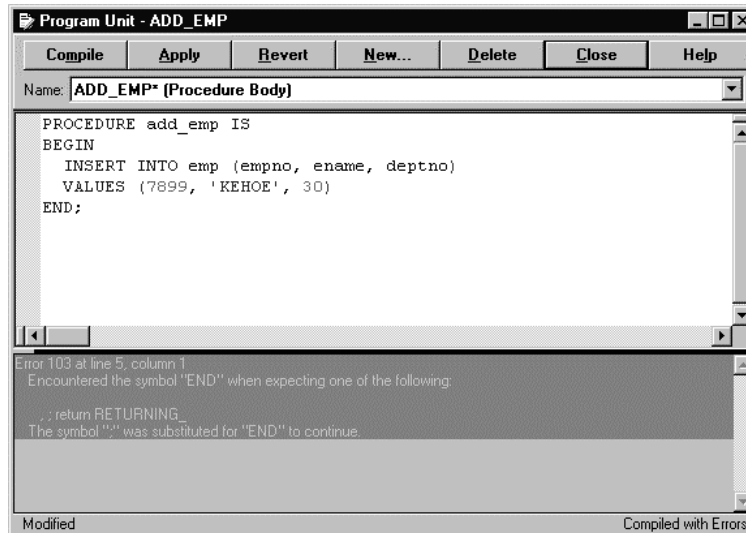 Program Unit - ADD_EMP
Compile Apply Revert New... Delete Close Help
Name: ADD_EMP* (Procedure Body)
PROCEDURE add_emp IS
BEGIN
INSERT INTO emp (empno, ename, deptno)
VALUES (7899, 'KEHOE', 30)
END;
Error 103 at line 5, column 1
Encountered the symbol "END" when expecting one of the following:
, ; return RETURNING_
The symbol ";" was substituted for "END" to continue.
Modified Compiled with Errors